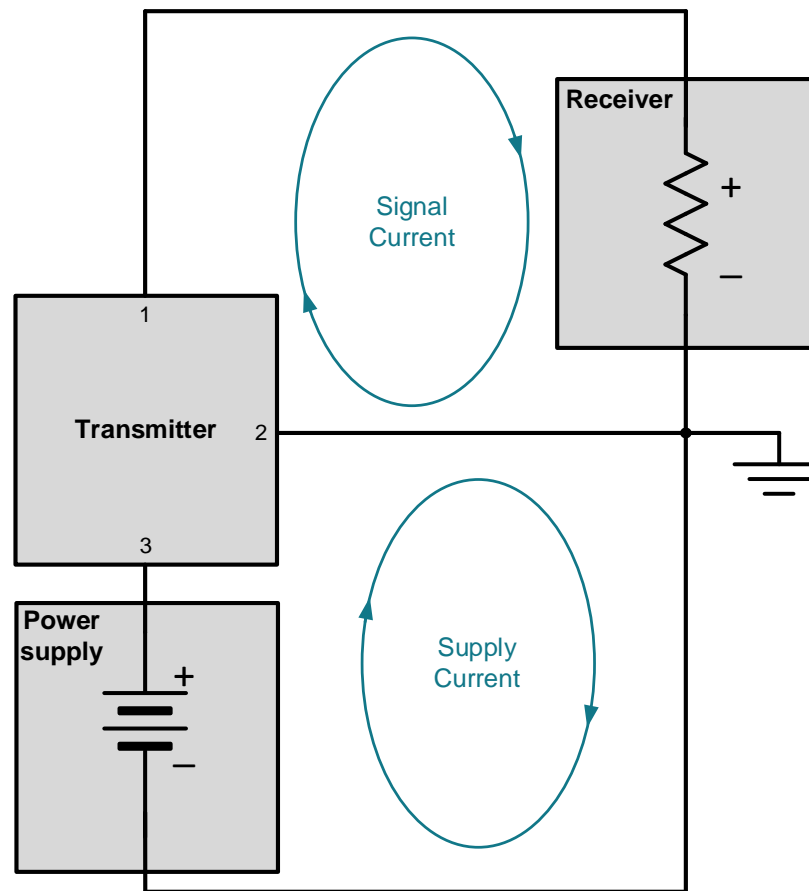 Receiver
+
Signal
Current
–
1
Transmitter
2
3
Power
supply
+
–
Supply
Current